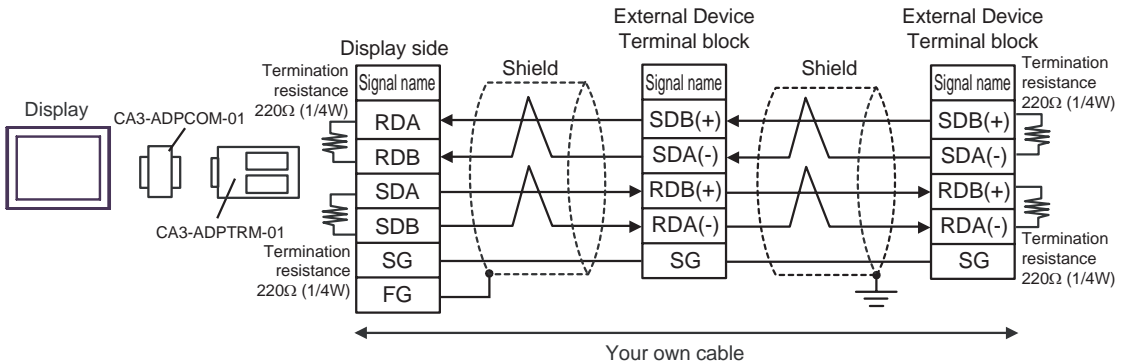 Display
CA3-ADPCOM-01
CA3-ADPTRM-01
Display side
Termination
resistance
220Ω (1/4W)
Termination
resistance
220Ω (1/4W)
Signal name
RDA
RDB
SDA
SDB
SG
FG
Shield
External Device
Terminal block
Signal name
SDB(+)
SDA(-)
RDB(+)
RDA(-)
SG
Shield
External Device
Terminal block
Signal name
SDB(+)
SDA(-)
RDB(+)
RDA(-)
SG
Termination
resistance
220Ω (1/4W)
Termination
resistance
220Ω (1/4W)
Your own cable